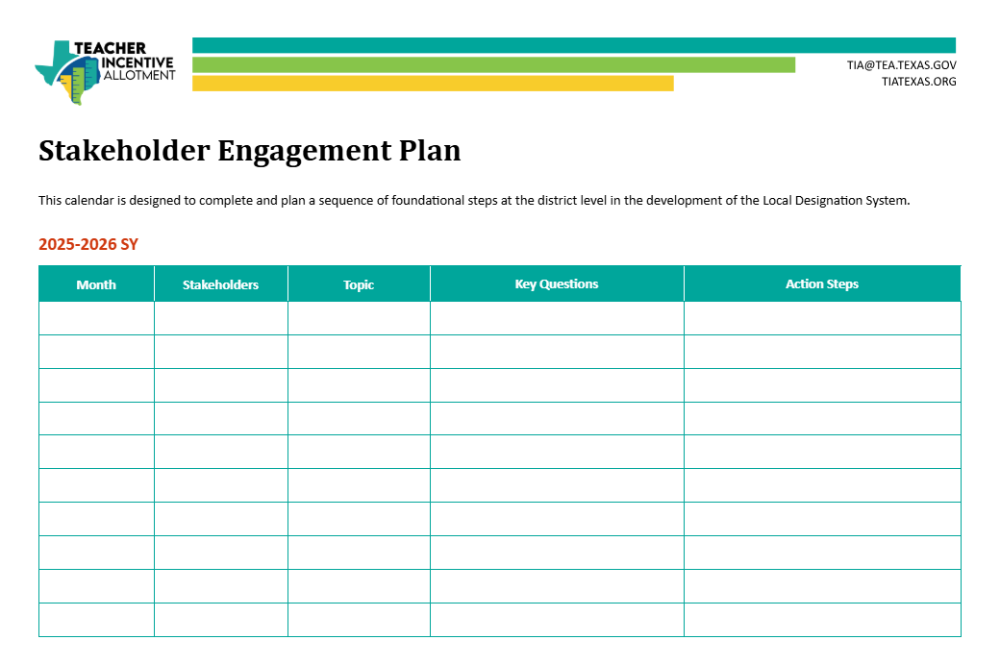 TEACHER
INCENTIVE
ALLOTMENT
TIA@TEA.TEXAS.GOV
TIATEXAS.ORG
Stakeholder Engagement Plan
This calendar is designed to complete and plan a sequence of foundational steps at the district level in the development of the Local Designation System.
2025-2026 SY
Month Stakeholders Topic Key Questions Action Steps